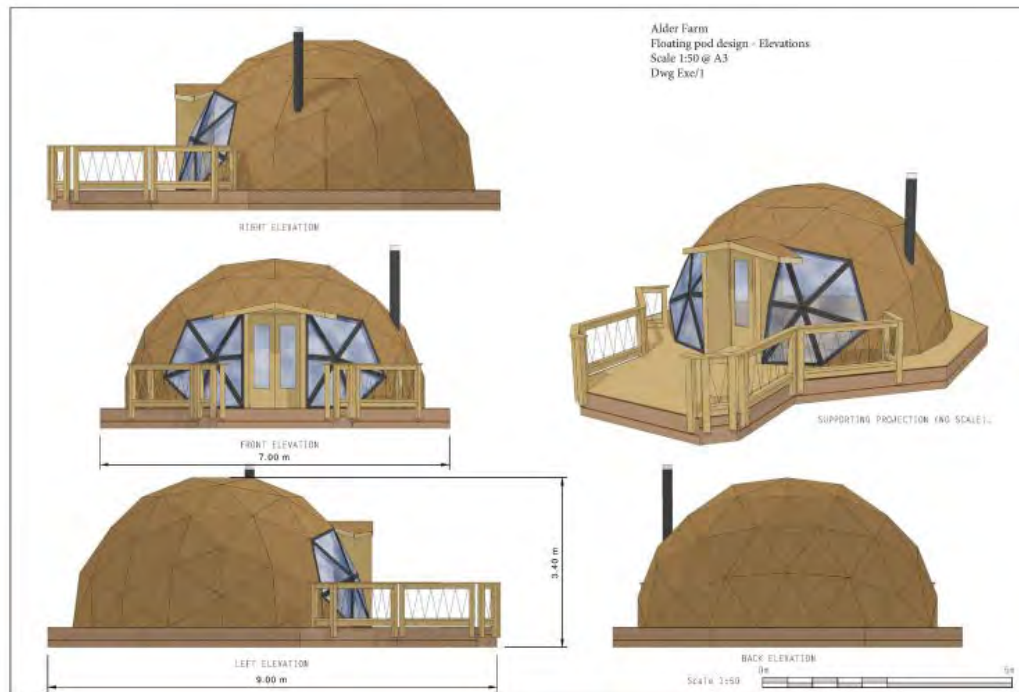 Alder Farm
Floating pod design - Elevations
Scale 1:50 @ A3
Dwg Exe/1
RIGHT ELEVATION
SUPPORTING PROJECTION (NO SCALE).
FRONT ELEVATION
7.00 m
3.40 m
LEFT ELEVATION
9.00 m
BACK ELEVATION
Scale 1:50
0m
6m